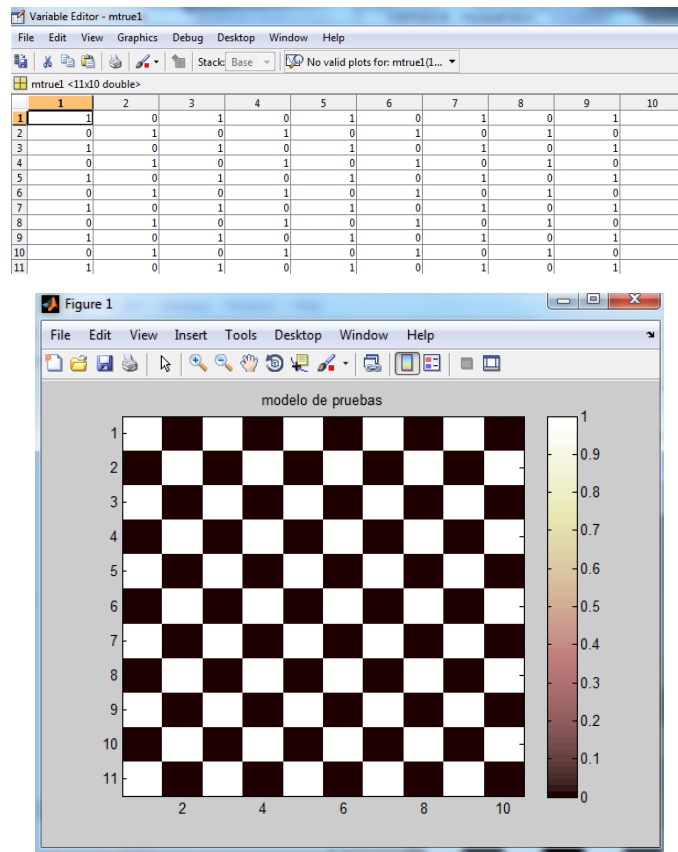 Variable Editor - mtrue1
File Edit View Graphics Debug Desktop Window Help
Stack: Base No valid plots for: mtrue1(1...
mtrue1 <11x10 double>
1 2 3 4 5 6 7 8 9 10
1 1 0 1 0 1 0 1 0 1
2 0 1 0 1 0 1 0 1 0
3 1 0 1 0 1 0 1 0 1
4 0 1 0 1 0 1 0 1 0
5 1 0 1 0 1 0 1 0 1
6 0 1 0 1 0 1 0 1 0
7 1 0 1 0 1 0 1 0 1
8 0 1 0 1 0 1 0 1 0
9 1 0 1 0 1 0 1 0 1
10 0 1 0 1 0 1 0 1 0
11 1 0 1 0 1 0 1 0 1
Figure 1
File Edit View Insert Tools Desktop Window Help
modelo de pruebas
1
2
3
4
5
6
7
8
9
10
11
2 4 6 8 10
1
0.9
0.8
0.7
0.6
0.5
0.4
0.3
0.2
0.1
0